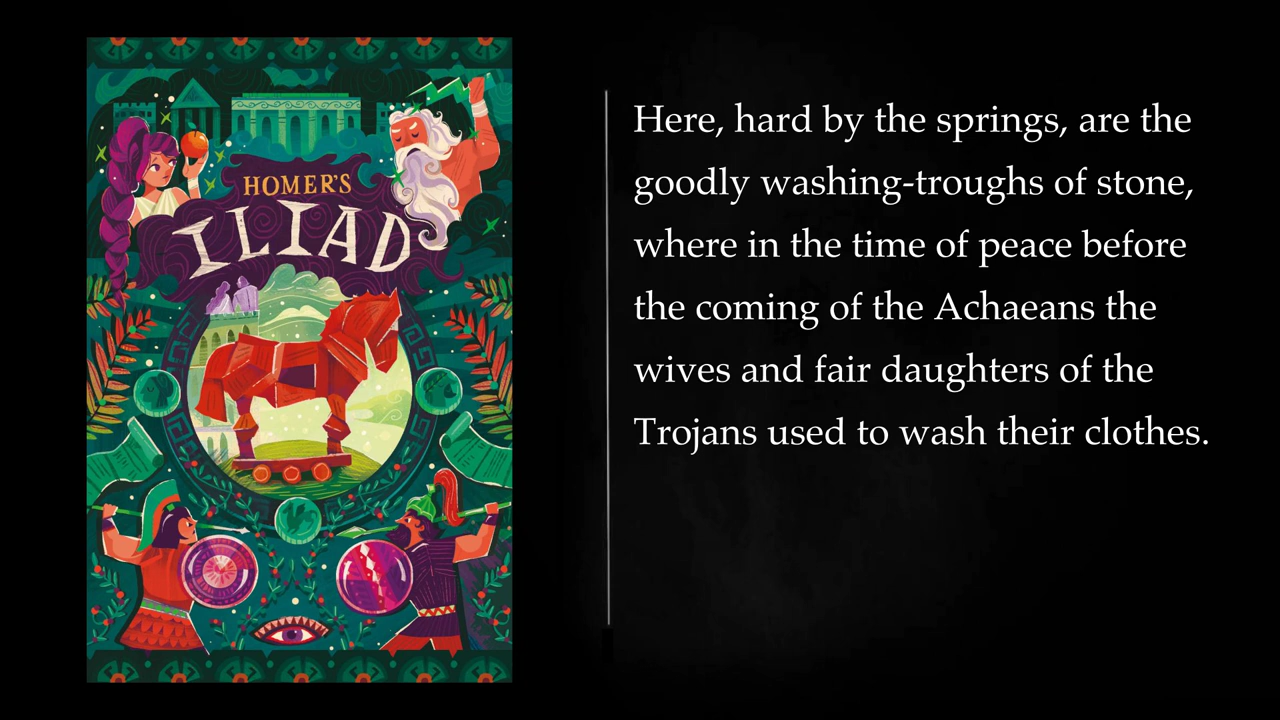 HOMER'S
ILIAD
Here, hard by the springs, are the
goodly washing-troughs of stone,
where in the time of peace before
the coming of the Achaeans the
wives and fair daughters of the
Trojans used to wash their clothes.